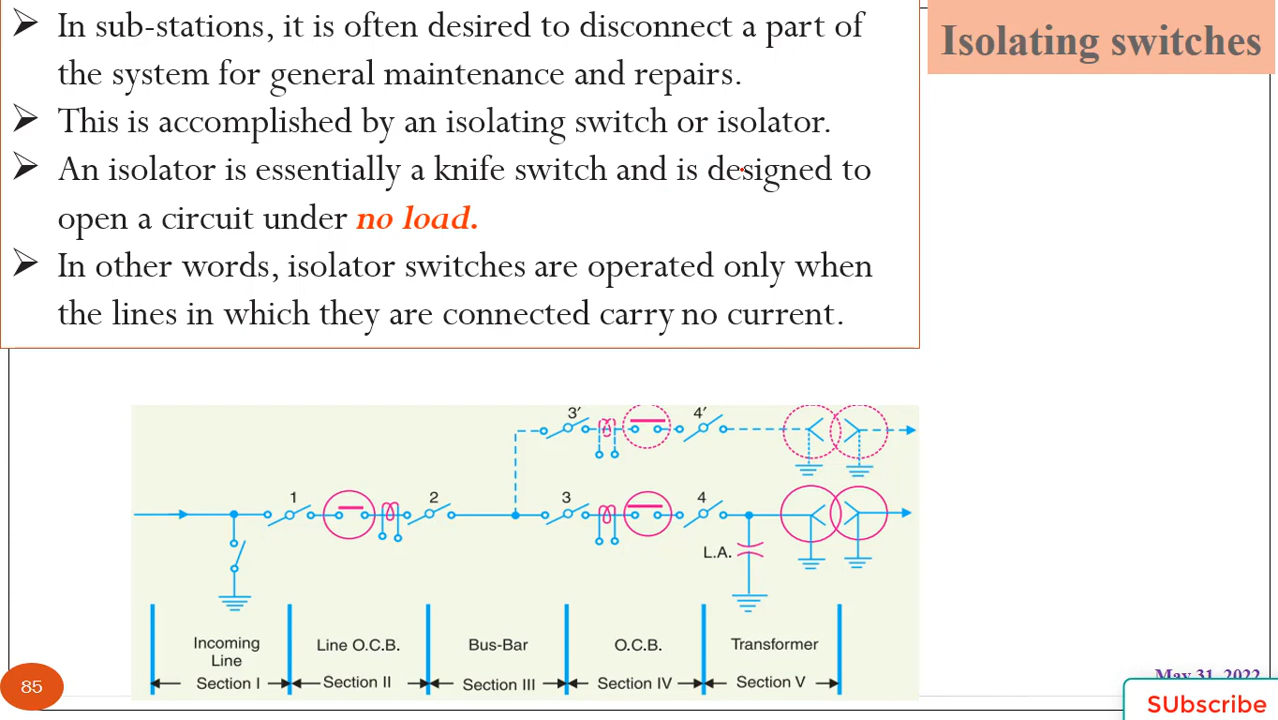 Isolating switches
➢ In sub-stations, it is often desired to disconnect a part of
the system for general maintenance and repairs.
➢ This is accomplished by an isolating switch or isolator.
➢ An isolator is essentially a knife switch and is designed to
open a circuit under no load.
➢ In other words, isolator switches are operated only when
the lines in which they are connected carry no current.
3′ 4′
1 2 3 4
L.A.
Incoming
Line
Section I
Line O.C.B.
Section II
Bus-Bar
Section III
O.C.B.
Section IV
Transformer
Section V
85
May 31, 2022
SUbscribe